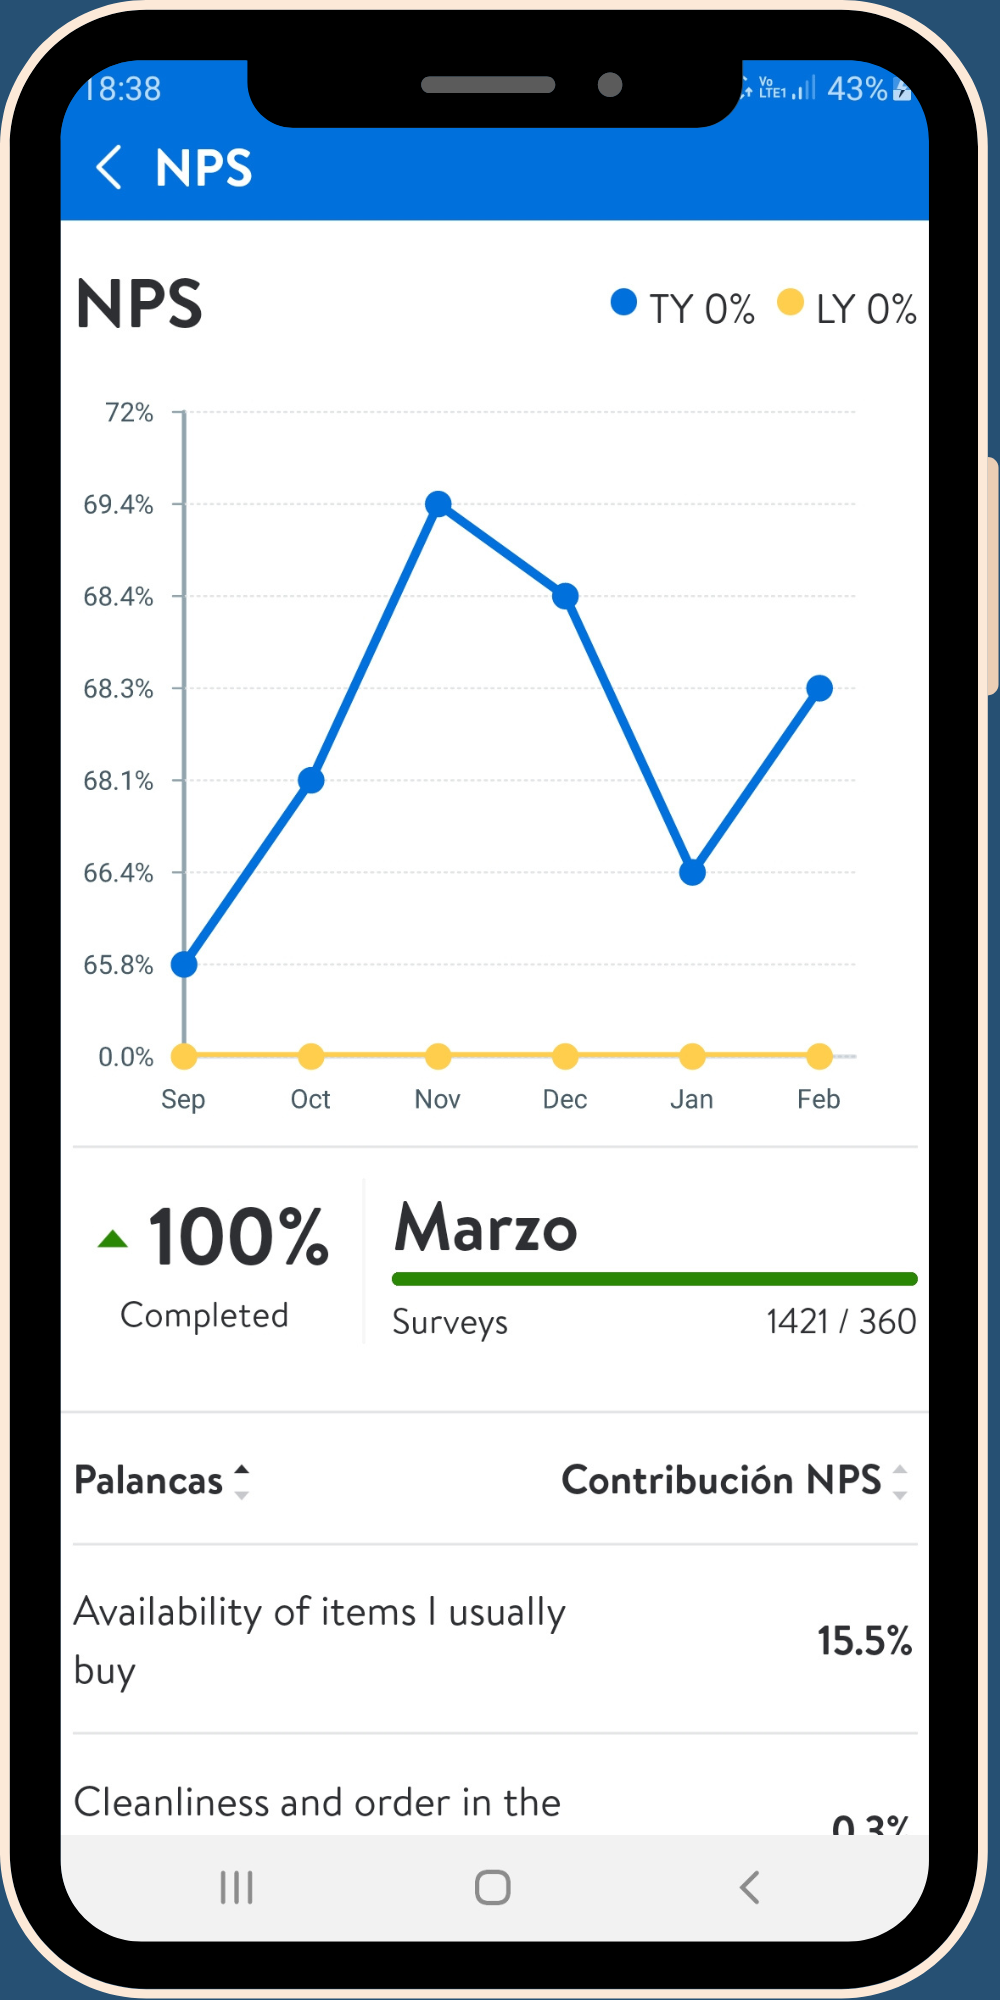 18:38
Vo
LTE1
43%
NPS
NPS
TY 0%
LY 0%
72%
69.4%
68.4%
68.3%
68.1%
66.4%
65.8%
0.0%
Sep Oct Nov Dec Jan Feb
100%
Completed
Marzo
Surveys 1421 / 360
Palancas Contribución NPS
Availability of items I usually
buy
15.5%
Cleanliness and order in the
0.3%